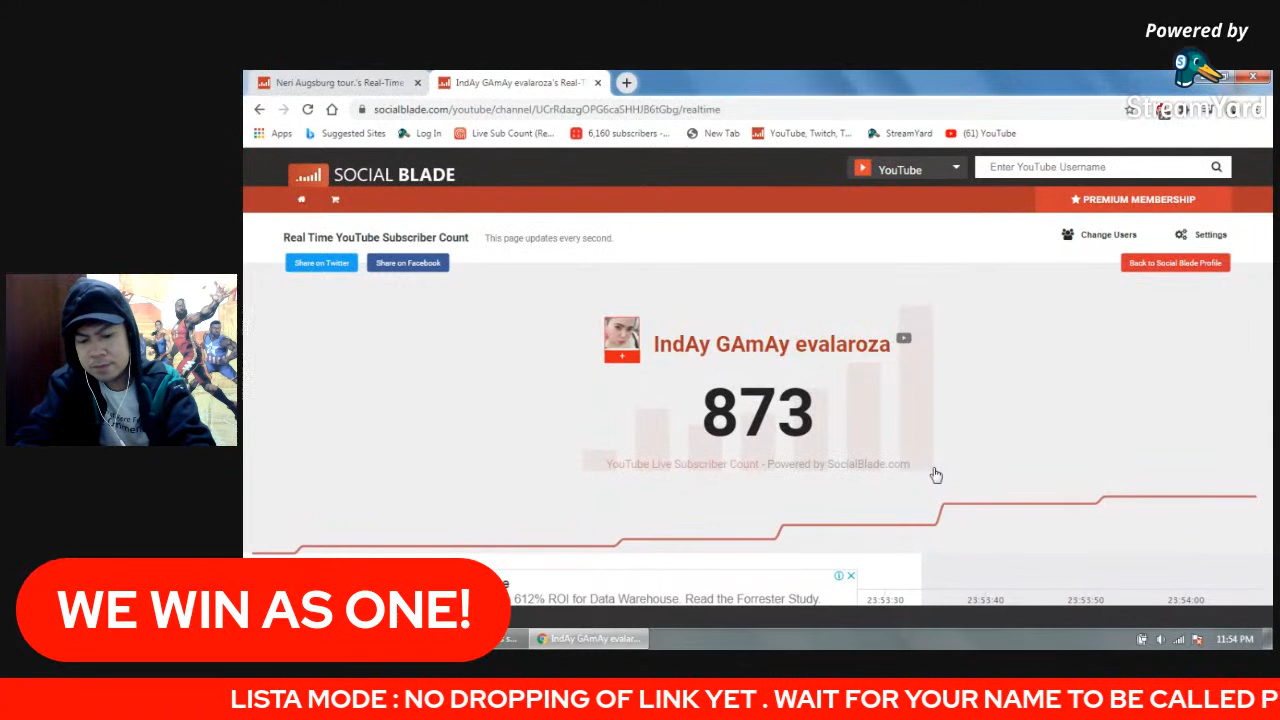 Powered by
StreamYard
Neri Augsburg tour.'s Real-Time
IndAy GAmAy evalaroza's Real-T
socialblade.com/youtube/channel/UCrRdazgOPG6caSHHJB6tGbg/realtime
Apps Suggested Sites Log In Live Sub Count (Re... 6,160 subscribers -... New Tab YouTube, Twitch, T... StreamYard (61) YouTube
SOCIAL BLADE
YouTube
Enter YouTube Username
PREMIUM MEMBERSHIP
Real Time YouTube Subscriber Count This page updates every second.
Change Users Settings
Share on Twitter Share on Facebook
Back to Social Blade Profile
IndAy GAmAy evalaroza
873
YouTube Live Subscriber Count - Powered by SocialBlade.com
612% ROI for Data Warehouse. Read the Forrester Study.
23:53:30 23:53:40 23:53:50 23:54:00
WE WIN AS ONE!
IndAy GAmAy evalar...
11:54 PM
LISTA MODE : NO DROPPING OF LINK YET . WAIT FOR YOUR NAME TO BE CALLED P